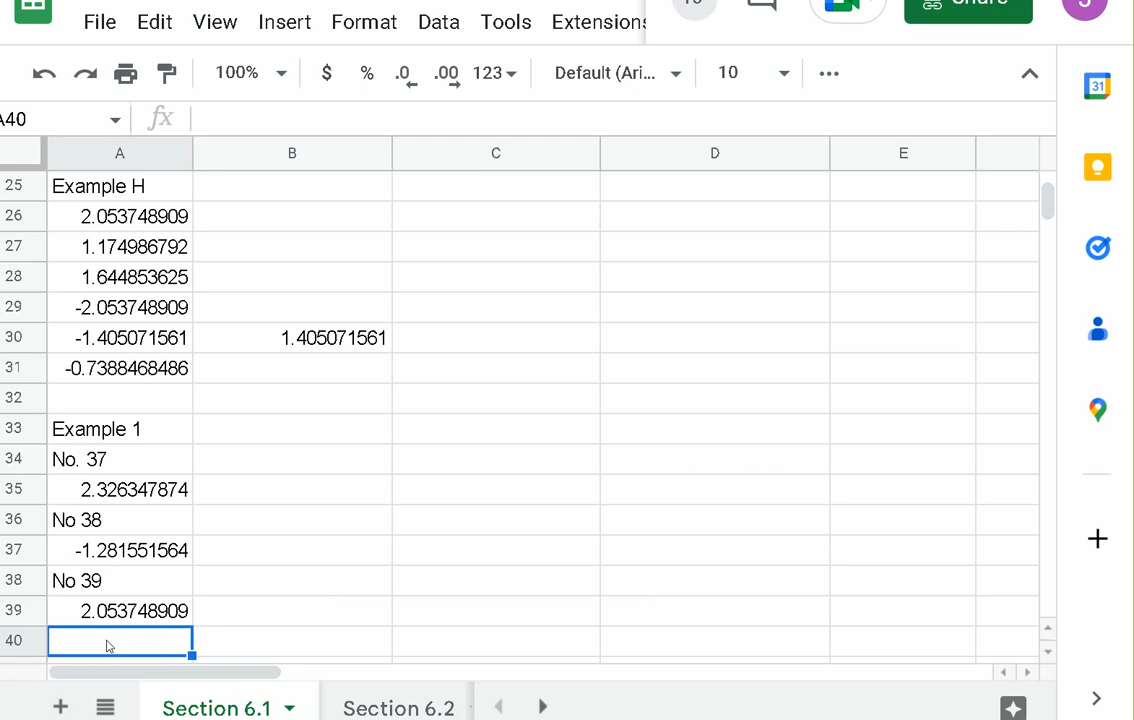 File Edit View Insert Format Data Tools Extensions
100% $ % .0 .00 123 Default (Ari... 10
A40 fx
31
A B C D E
25 Example H
26 2.053748909
27 1.174986792
28 1.644853625
29 -2.053748909
30 -1.405071561 1.405071561
31 -0.7388468486
32
33 Example 1
34 No. 37
35 2.326347874
36 No 38
37 -1.281551564
38 No 39
39 2.053748909
40
Section 6.1 Section 6.2